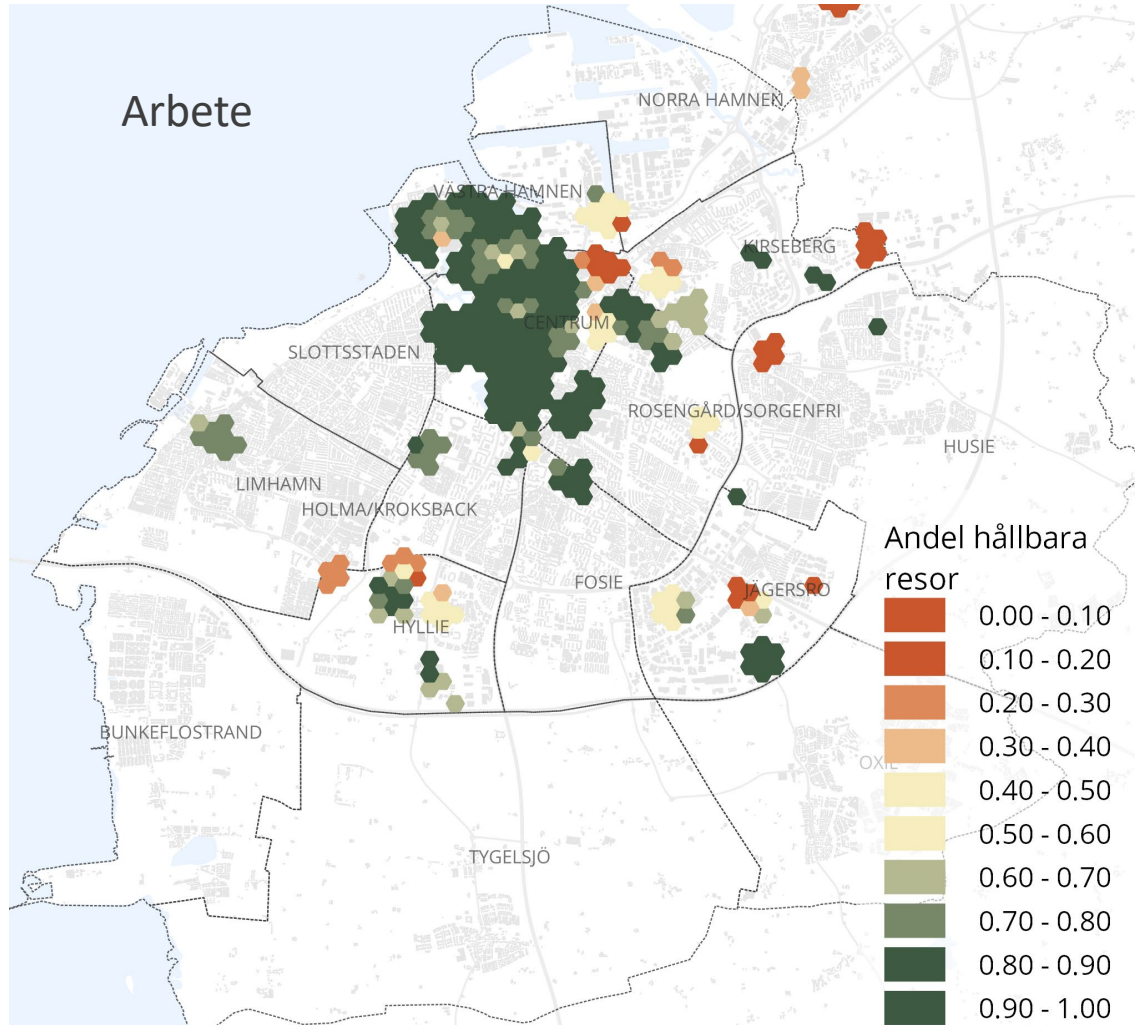 Arbete
NORRA HAMNEN
VÄSTRA HAMNEN
KIRSEBERG
CENTRUM
SLOTTSSTADEN
ROSENGÅRD/SORGENFRI
HUSIE
LIMHAMN
HOLMA/KROKSBÄCK
FOSIE
JÄGERSRO
HYLLIE
BUNKEFLOSTRAND
OXIE
TYGELSJÖ
Andel hållbara
resor
0.00 - 0.10
0.10 - 0.20
0.20 - 0.30
0.30 - 0.40
0.40 - 0.50
0.50 - 0.60
0.60 - 0.70
0.70 - 0.80
0.80 - 0.90
0.90 - 1.00